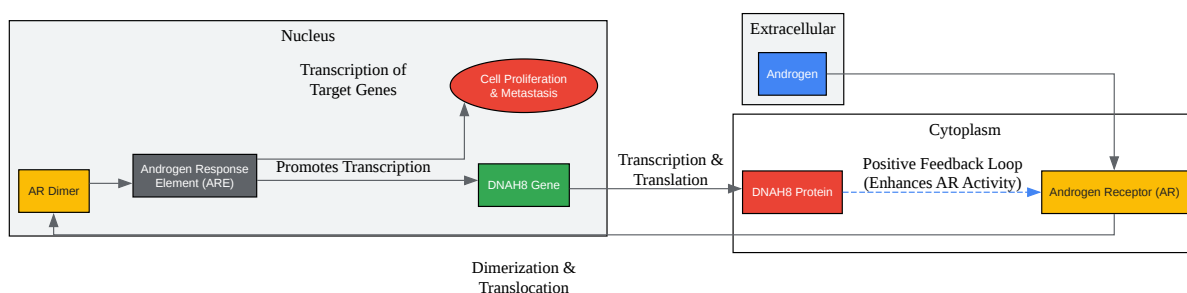 Nucleus
Transcription of
Target Genes
Cell Proliferation
& Metastasis
Extracellular
Androgen
Cytoplasm
AR Dimer
Androgen Response
Element (ARE)
Promotes Transcription
DNAH8 Gene
Transcription &
Translation
DNAH8 Protein
Positive Feedback Loop
(Enhances AR Activity)
Androgen Receptor (AR)
Dimerization &
Translocation